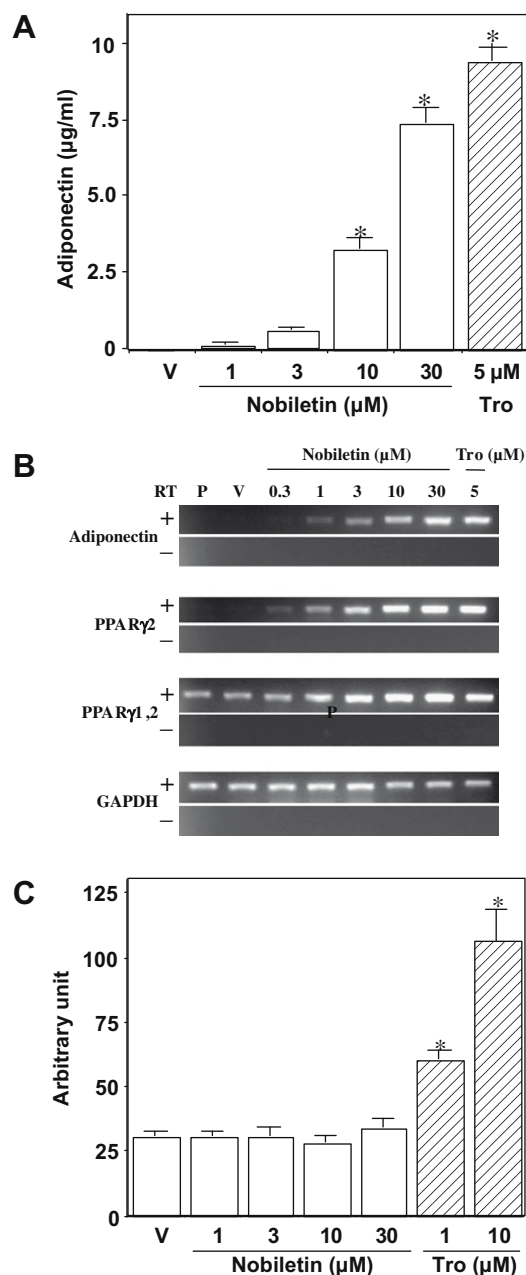 A
Adiponectin (µg/ml)
10
7.5
5.0
2.5
0
*
*
*
V 1 3 10 30 5 µM
Nobiletin (µM) Tro
B
Nobiletin (µM) Tro (µM)
RT P V 0.3 1 3 10 30 5
+
Adiponectin
−
+
PPARγ2
−
+
PPARγ1,2
P
−
+
GAPDH
−
C
Arbitrary unit
125
100
75
50
25
0
*
*
V 1 3 10 30 1 10
Nobiletin (µM) Tro (µM)